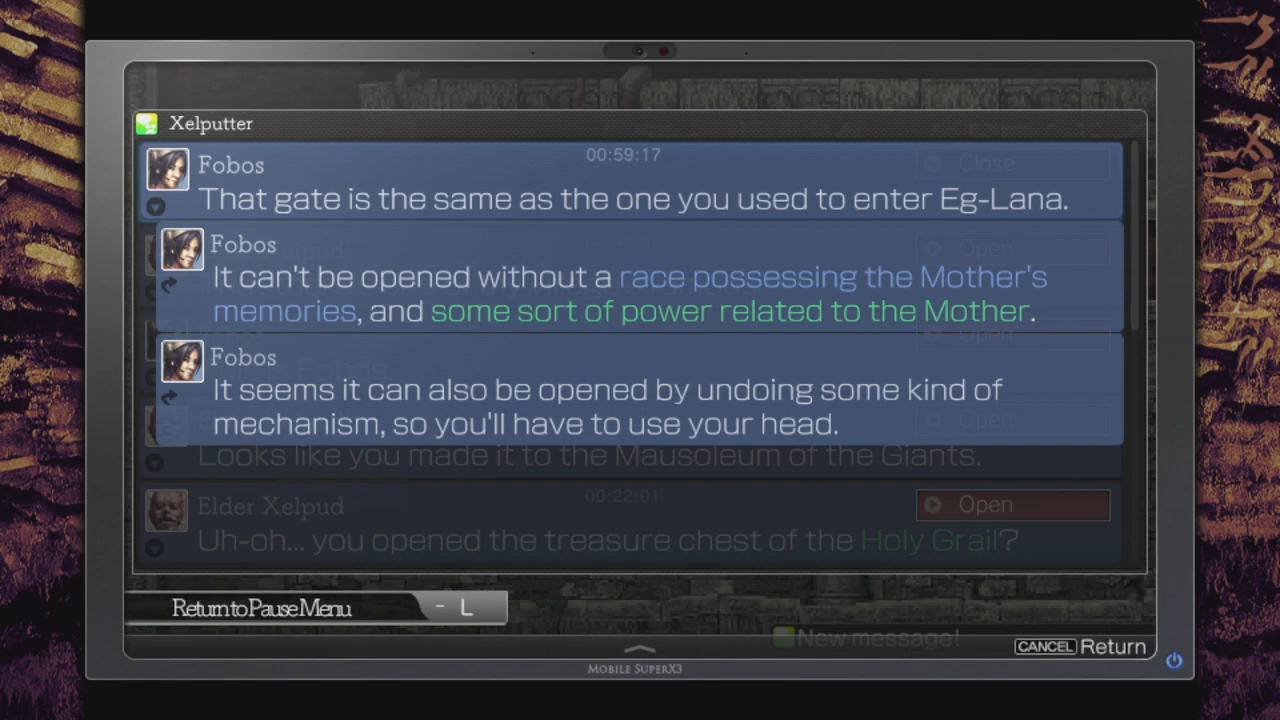 Xelputter
Fobos
00:59:17
Close
That gate is the same as the one you used to enter Eg-Lana.
Fobos
Open
It can't be opened without a race possessing the Mother's
memories, and some sort of power related to the Mother.
Open
Fobos
It seems it can also be opened by undoing some kind of
mechanism, so you'll have to use your head.
Open
Looks like you made it to the Mausoleum of the Giants.
Elder Xelpud
00:22:01
Open
Uh-oh... you opened the treasure chest of the Holy Grail?
Return to Pause Menu - L
New message!
CANCEL Return
MOBILE SUPERX3